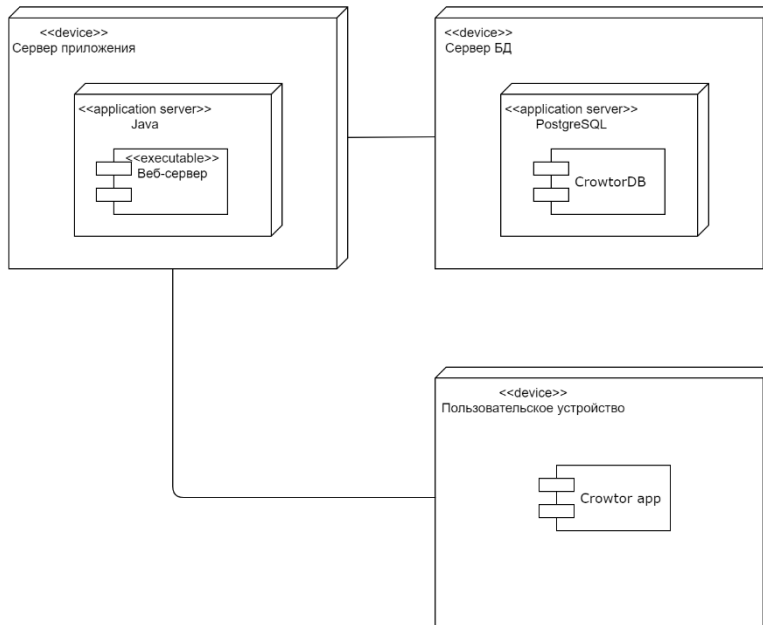 <<device>>
Сервер приложения
<<application server>>
Java
<<executable>>
Веб-сервер
<<device>>
Сервер БД
<<application server>>
PostgreSQL
CrowtorDB
<<device>>
Пользовательское устройство
Crowtor app